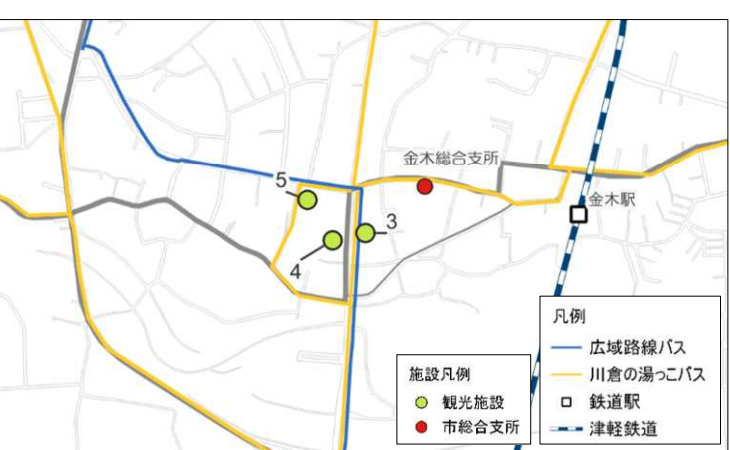 金木総合支所
5
金木駅
3
4
凡例
広域路線バス
川倉の湯っこバス
鉄道駅
津軽鉄道
施設凡例
観光施設
市総合支所